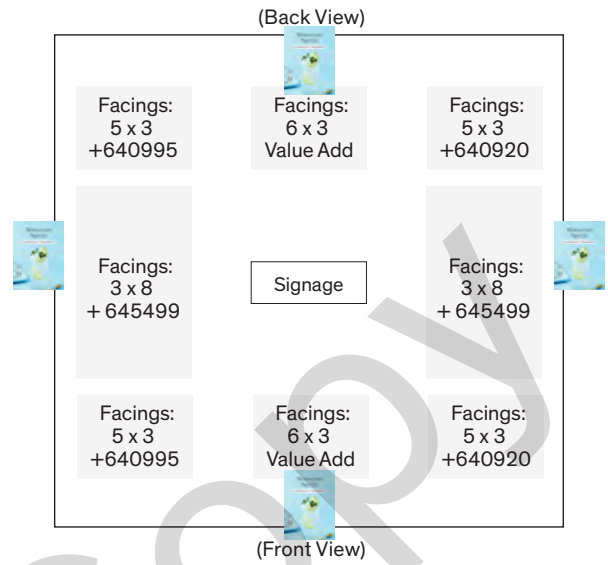 (Back View)
Facings:
5 x 3
+640995
Facings:
6 x 3
Value Add
Facings:
5 x 3
+640920
Facings:
3 x 8
+ 645499
Signage
Facings:
3 x 8
+ 645499
Facings:
5 x 3
+640995
Facings:
6 x 3
Value Add
Facings:
5 x 3
+640920
(Front View)
opy